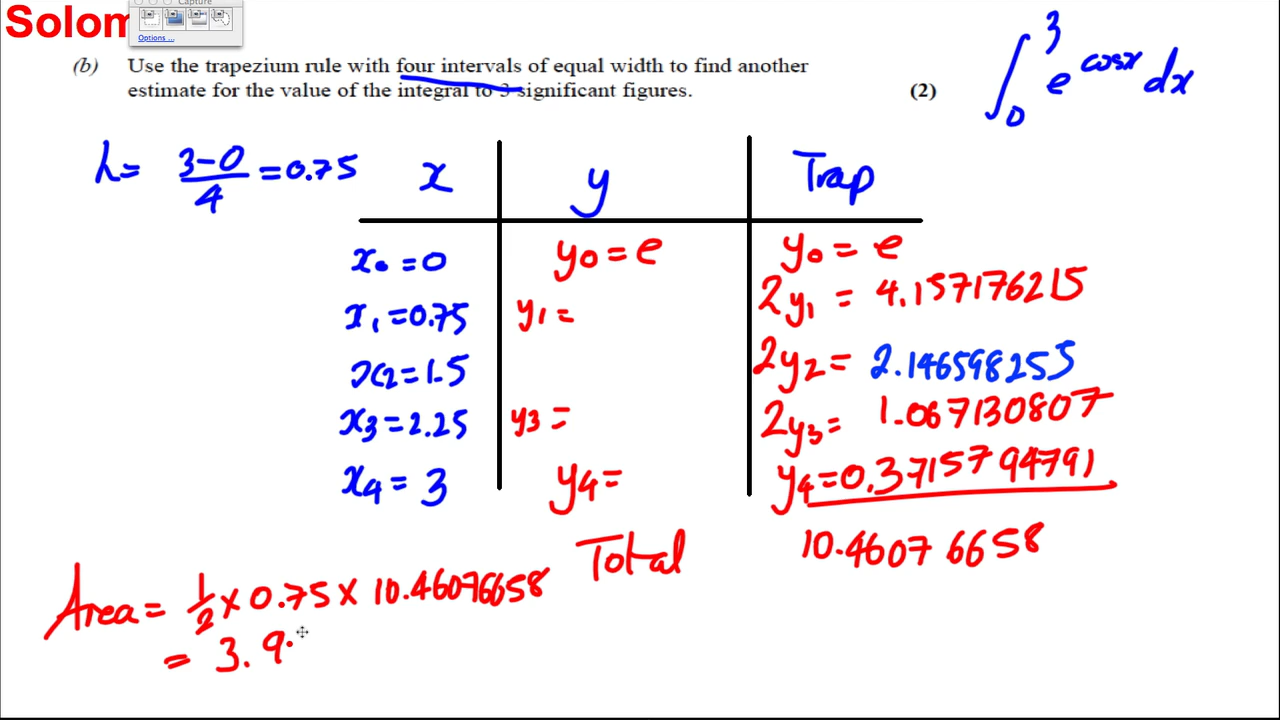 Solom
Capture
Options ...
(b) Use the trapezium rule with four intervals of equal width to find another
estimate for the value of the integral to 3 significant figures. (2)
∫₀³ e^cosx dx
h = (3-0)/4 = 0.75
x y Trap
x₀ = 0 y₀ = e y₀ = e
x₁ = 0.75 y₁ = 2y₁ = 4.157176215
x₂ = 1.5 2y₂ = 2.146598255
x₃ = 2.25 y₃ = 2y₃ = 1.067130807
x₄ = 3 y₄ = y₄ = 0.3715794791
Total 10.46076658
Area = 1/2 × 0.75 × 10.46076658
= 3.9.